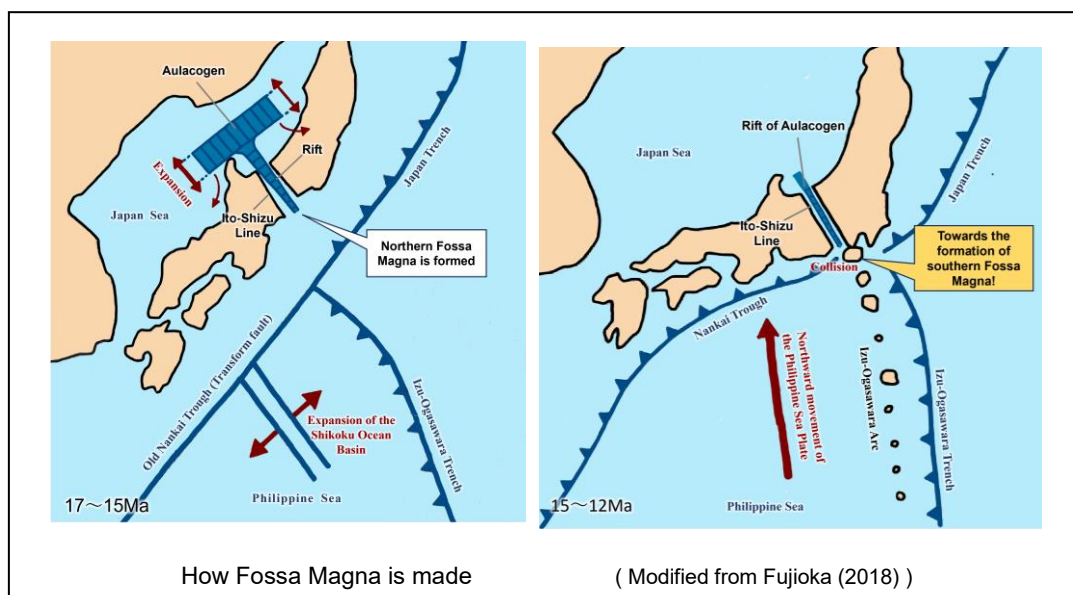 Aulacogen
Rift
Expansion
Japan Sea
Ito-Shizu
Line
Japan Trench
Northern Fossa
Magna is formed
Old Nankai Trough (Transform fault)
Expansion of the
Shikoku Ocean
Basin
Izu-Ogasawara Trench
Philippine Sea
17～15Ma
Japan Sea
Rift of Aulacogen
Ito-Shizu
Line
Japan Trench
Collision
Towards the
formation of
southern Fossa
Magna!
Nankai Trough
Northward movement of
the Philippine Sea Plate
Izu-Ogasawara Arc
Izu-Ogasawara Trench
Philippine Sea
15～12Ma
How Fossa Magna is made
( Modified from Fujioka (2018) )